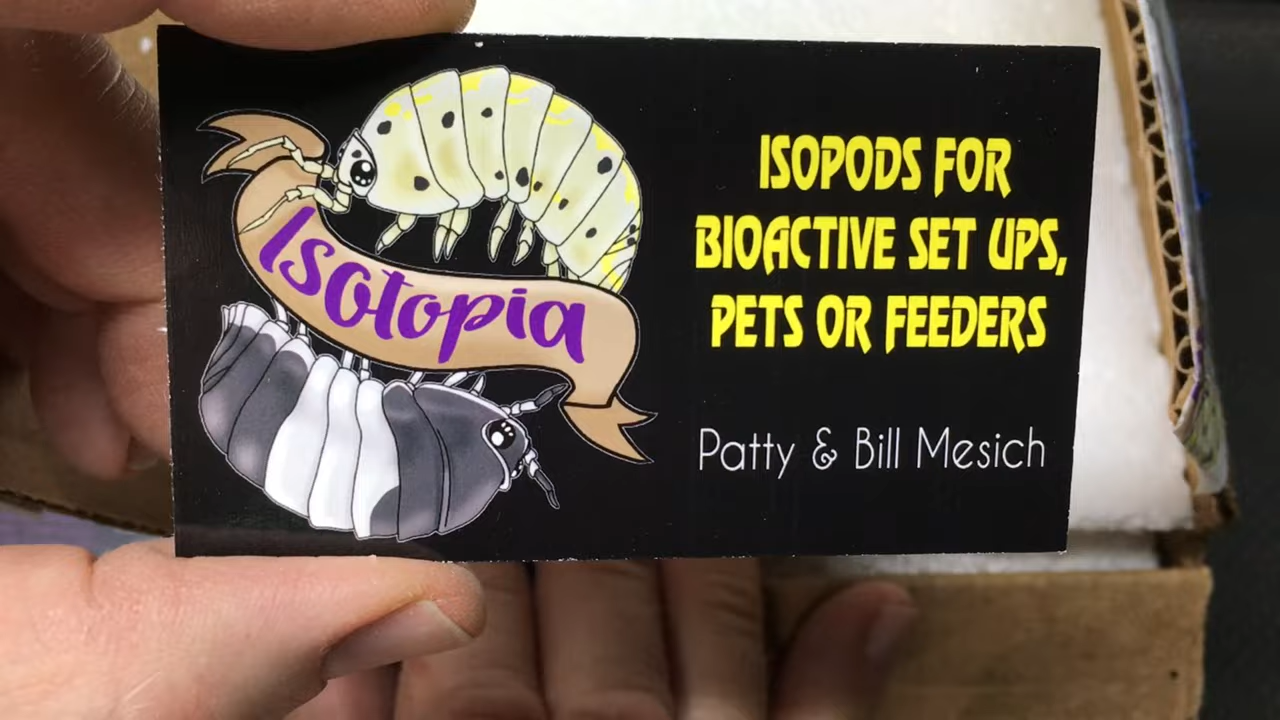 Isotopia
ISOPODS FOR
BIOACTIVE SET UPS,
PETS OR FEEDERS
Patty & Bill Mesich